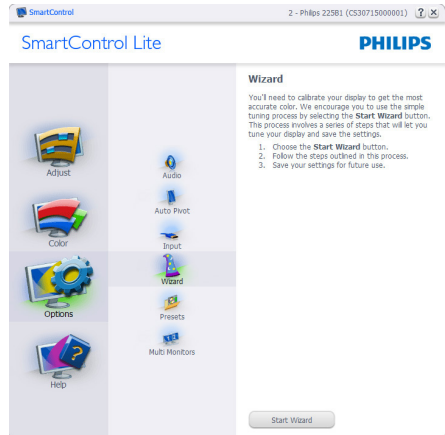 SmartControl
2 - Philips 225B1 (CS30715000001)
?
X
SmartControl Lite
PHILIPS
Adjust
Color
Options
Help
Audio
Auto Pivot
Input
Wizard
Presets
Multi Monitors
Wizard
You'll need to calibrate your display to get the most
accurate color. We encourage you to use the simple
tuning process by selecting the Start Wizard button.
This process involves a series of steps that will let you
tune your display and save the settings.
1. Choose the Start Wizard button.
2. Follow the steps outlined in this process.
3. Save your settings for future use.
Start Wizard